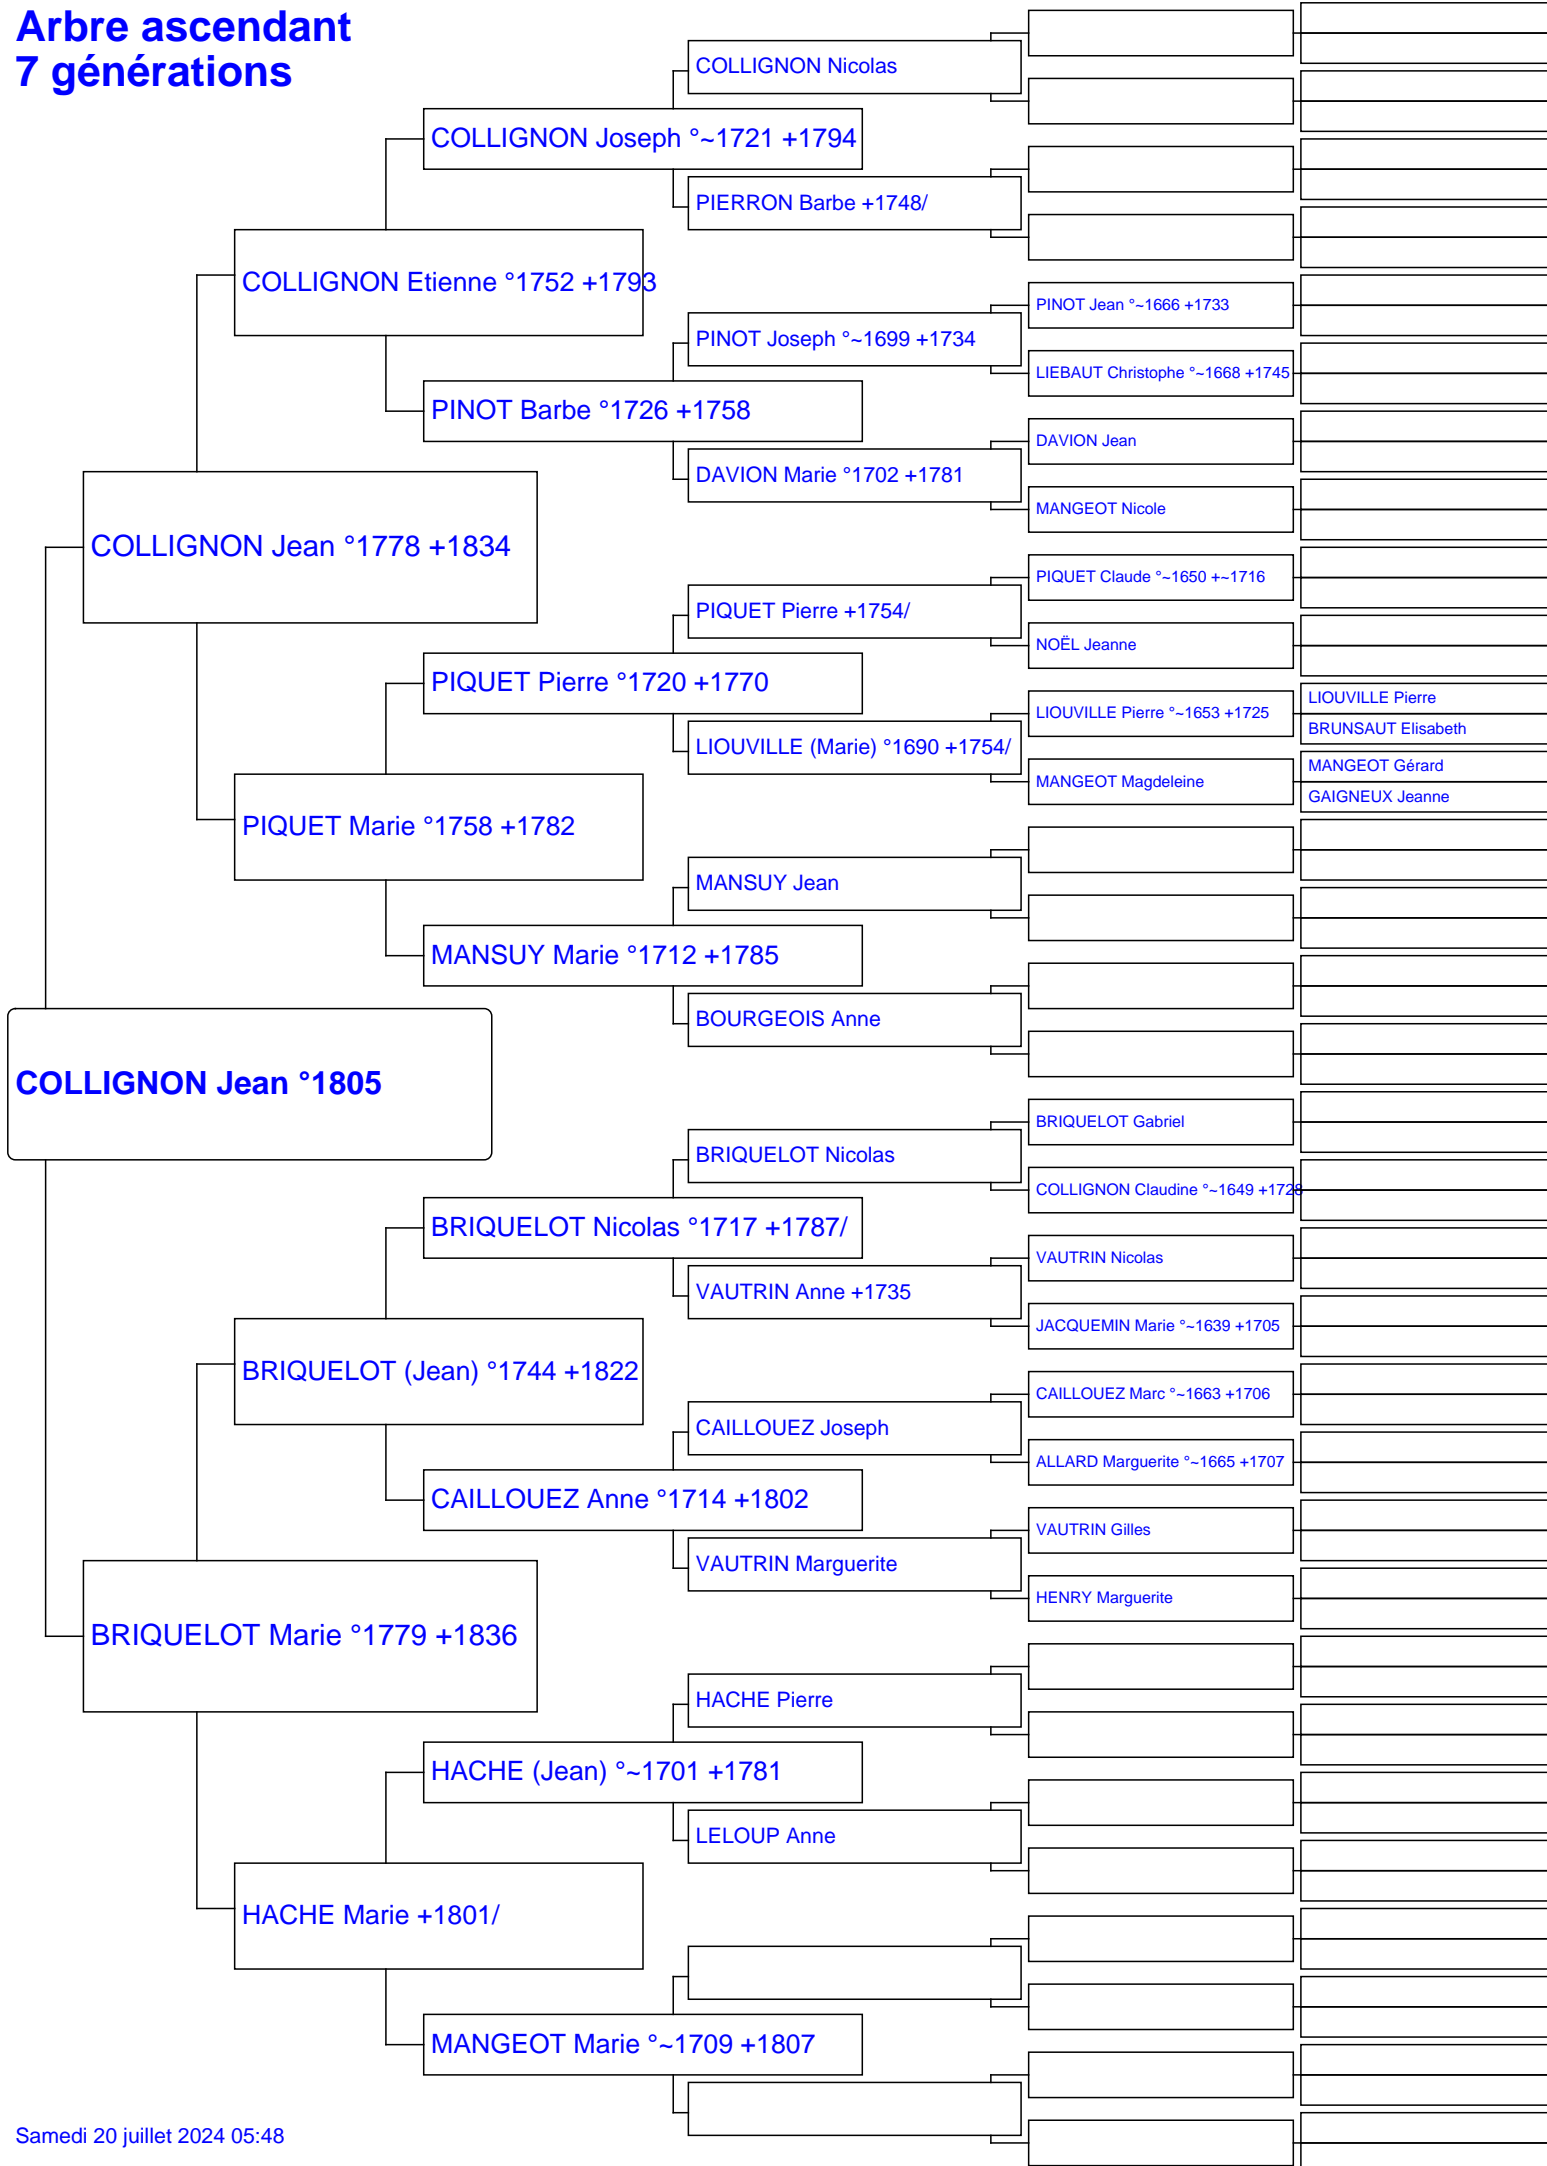 Arbre ascendant
7 générations
COLLIGNON Nicolas
COLLIGNON Joseph °~1721 +1794
PIERRON Barbe +1748/
COLLIGNON Etienne °1752 +1793
PINOT Jean °~1666 +1733
PINOT Joseph °~1699 +1734
LIEBAUT Christophe °~1668 +1745
PINOT Barbe °1726 +1758
DAVION Jean
DAVION Marie °1702 +1781
MANGEOT Nicole
COLLIGNON Jean °1778 +1834
PIQUET Claude °~1650 +~1716
PIQUET Pierre +1754/
NOËL Jeanne
PIQUET Pierre °1720 +1770
LIOUVILLE Pierre
LIOUVILLE Pierre °~1653 +1725
BRUNSAUT Elisabeth
LIOUVILLE (Marie) °1690 +1754/
MANGEOT Gérard
MANGEOT Magdeleine
GAIGNEUX Jeanne
PIQUET Marie °1758 +1782
MANSUY Jean
MANSUY Marie °1712 +1785
BOURGEOIS Anne
COLLIGNON Jean °1805
BRIQUELOT Gabriel
BRIQUELOT Nicolas
COLLIGNON Claudine °~1649 +1728
BRIQUELOT Nicolas °1717 +1787/
VAUTRIN Nicolas
VAUTRIN Anne +1735
JACQUEMIN Marie °~1639 +1705
BRIQUELOT (Jean) °1744 +1822
CAILLOUEZ Marc °~1663 +1706
CAILLOUEZ Joseph
ALLARD Marguerite °~1665 +1707
CAILLOUEZ Anne °1714 +1802
VAUTRIN Gilles
VAUTRIN Marguerite
HENRY Marguerite
BRIQUELOT Marie °1779 +1836
HACHE Pierre
HACHE (Jean) °~1701 +1781
LELOUP Anne
HACHE Marie +1801/
MANGEOT Marie °~1709 +1807
Samedi 20 juillet 2024 05:48